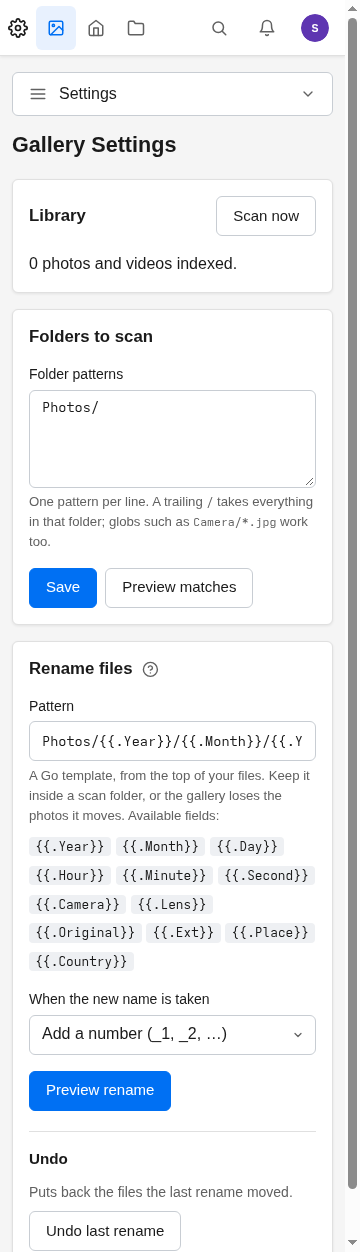 S
Settings
Gallery Settings
Library
Scan now
0 photos and videos indexed.
Folders to scan
Folder patterns
Photos/
One pattern per line. A trailing / takes everything
in that folder; globs such as Camera/*.jpg work
too.
Save
Preview matches
Rename files
Pattern
Photos/{{.Year}}/{{.Month}}/{{.Y
A Go template, from the top of your files. Keep it
inside a scan folder, or the gallery loses the
photos it moves. Available fields:
{{.Year}} {{.Month}} {{.Day}}
{{.Hour}} {{.Minute}} {{.Second}}
{{.Camera}} {{.Lens}}
{{.Original}} {{.Ext}} {{.Place}}
{{.Country}}
When the new name is taken
Add a number (_1, _2, …)
Preview rename
Undo
Puts back the files the last rename moved.
Undo last rename